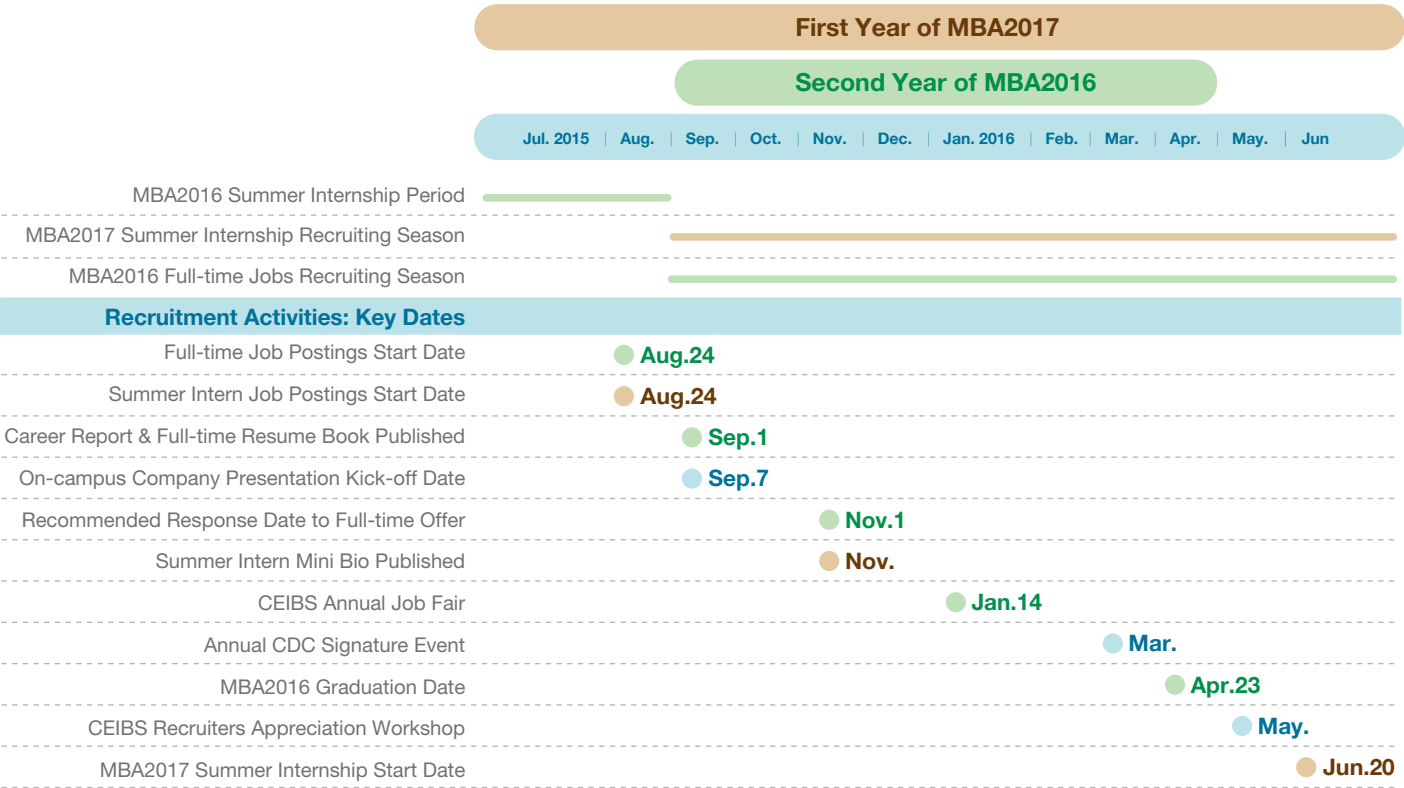 First Year of MBA2017
Second Year of MBA2016
Jul. 2015 | Aug. | Sep. | Oct. | Nov. | Dec. | Jan. 2016 | Feb. | Mar. | Apr. | May. | Jun
MBA2016 Summer Internship Period
MBA2017 Summer Internship Recruiting Season
MBA2016 Full-time Jobs Recruiting Season
Recruitment Activities: Key Dates
Full-time Job Postings Start Date Aug.24
Summer Intern Job Postings Start Date Aug.24
Career Report & Full-time Resume Book Published Sep.1
On-campus Company Presentation Kick-off Date Sep.7
Recommended Response Date to Full-time Offer Nov.1
Summer Intern Mini Bio Published Nov.
CEIBS Annual Job Fair Jan.14
Annual CDC Signature Event Mar.
MBA2016 Graduation Date Apr.23
CEIBS Recruiters Appreciation Workshop May.
MBA2017 Summer Internship Start Date Jun.20